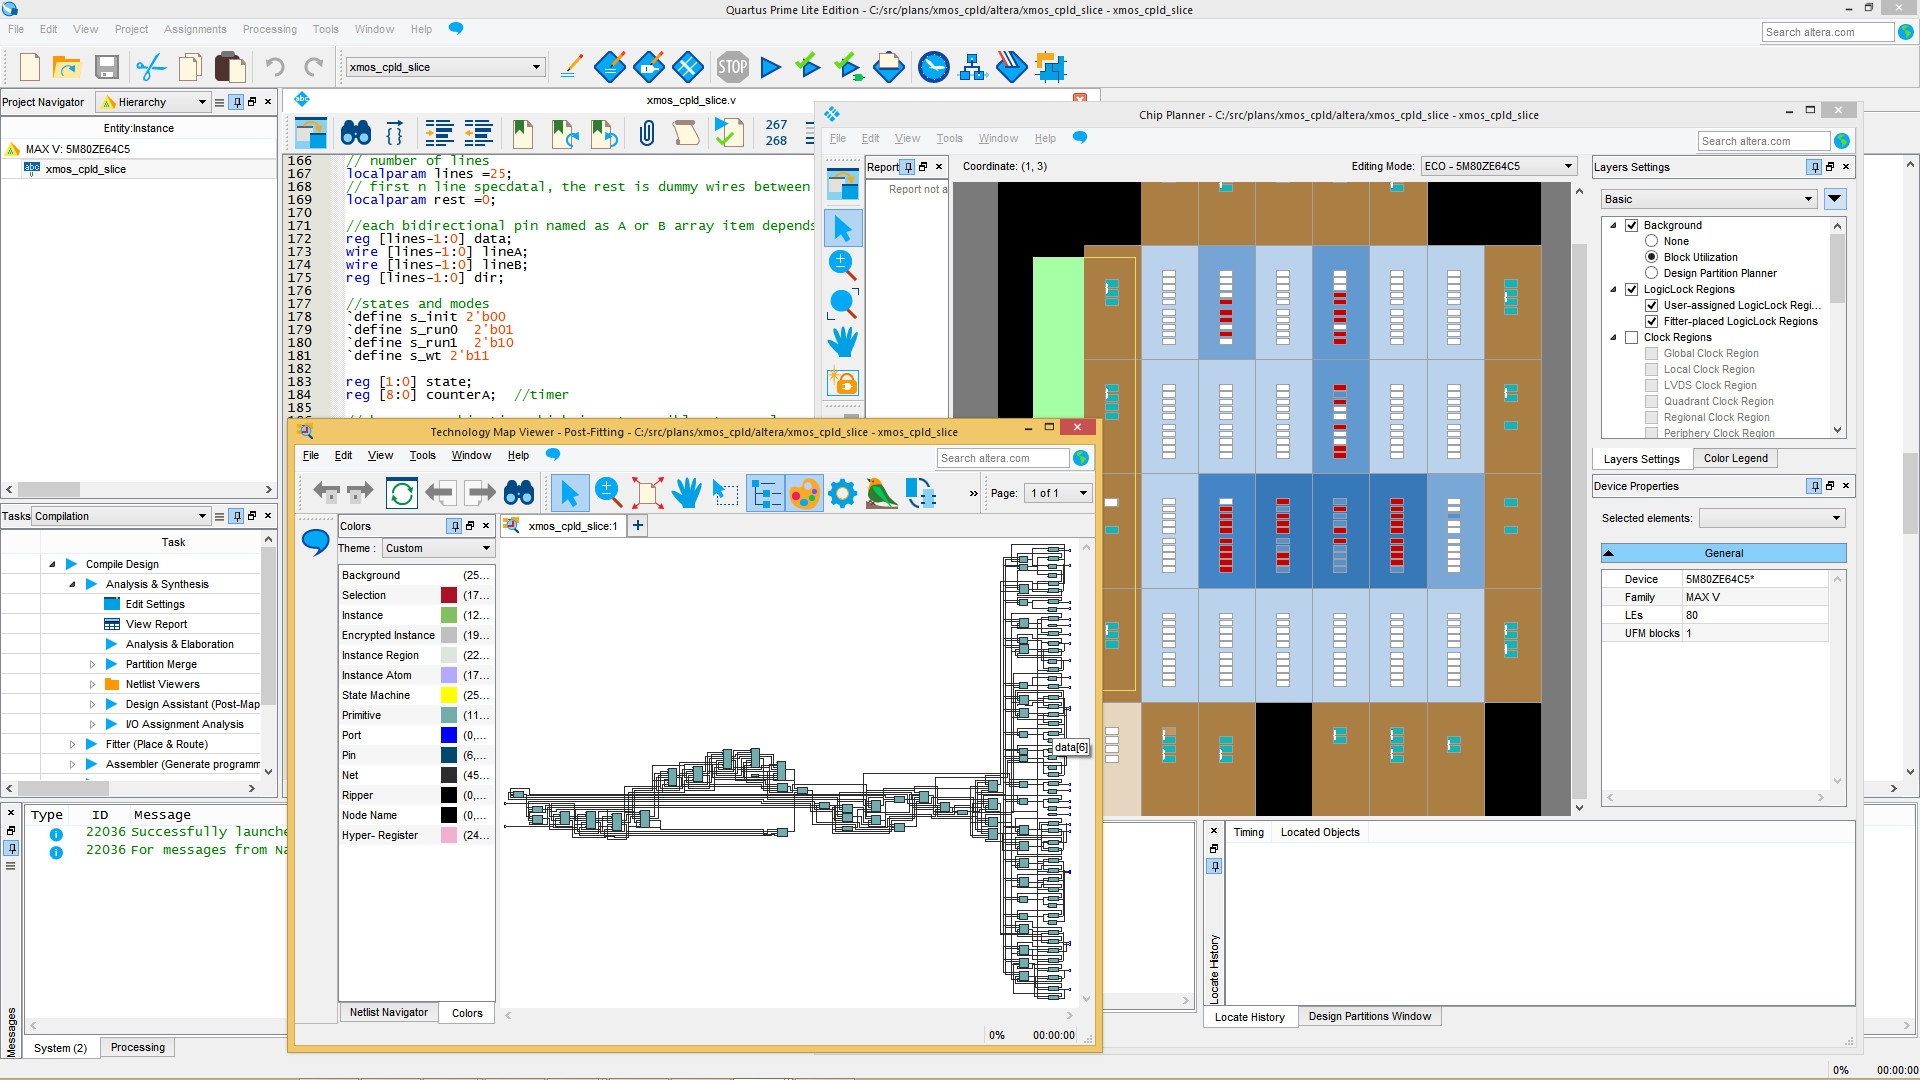 Quartus Prime Lite Edition - C:/src/plans/xmos_cpld/altera/xmos_cpld_slice - xmos_cpld_slice
File Edit View Project Assignments Processing Tools Window Help
Search altera.com
xmos_cpld_slice
STOP
Project Navigator Hierarchy
Entity:Instance
MAX V: 5M80ZE64C5
xmos_cpld_slice
Tasks Compilation
Task
Compile Design
Analysis & Synthesis
Edit Settings
View Report
Analysis & Elaboration
Partition Merge
Netlist Viewers
Design Assistant (Post-Map
I/O Assignment Analysis
Fitter (Place & Route)
Assembler (Generate programm
Type ID Message
22036 Successfully launche
22036 For messages from Na
Messages
System (2) Processing
xmos_cpld_slice.v
267
268
166 // number of lines
167 localparam lines =25;
168 // first n line specdatal, the rest is dummy wires between
169 localparam rest =0;
170
171 //each bidirectional pin named as A or B array item depends
172 reg [lines-1:0] data;
173 wire [lines-1:0] lineA;
174 wire [lines-1:0] lineB;
175 reg [lines-1:0] dir;
176
177 //states and modes
178 `define s_init 2'b00
179 `define s_run0 2'b01
180 `define s_run1 2'b10
181 `define s_wt 2'b11
182
183 reg [1:0] state;
184 reg [8:0] counterA; //timer
185
Chip Planner - C:/src/plans/xmos_cpld/altera/xmos_cpld_slice - xmos_cpld_slice
File Edit View Tools Window Help
Search altera.com
Report
Report not a
Coordinate: (1, 3)
Editing Mode: ECO - 5M80ZE64C5
Layers Settings
Basic
Background
None
Block Utilization
Design Partition Planner
LogicLock Regions
User-assigned LogicLock Regi...
Fitter-placed LogicLock Regions
Clock Regions
Global Clock Region
Local Clock Region
LVDS Clock Region
Quadrant Clock Region
Regional Clock Region
Periphery Clock Region
Layers Settings Color Legend
Device Properties
Selected elements:
General
Device 5M80ZE64C5*
Family MAX V
LEs 80
UFM blocks 1
Timing Located Objects
Locate History
Locate History Design Partitions Window
Technology Map Viewer - Post-Fitting - C:/src/plans/xmos_cpld/altera/xmos_cpld_slice - xmos_cpld_slice
File Edit View Tools Window Help
Search altera.com
» Page: 1 of 1
Colors
Theme : Custom
Background (25...
Selection (17...
Instance (12...
Encrypted Instance (19...
Instance Region (22...
Instance Atom (17...
State Machine (25...
Primitive (11...
Port (0,...
Pin (6,...
Net (45...
Ripper (0,...
Node Name (0,...
Hyper- Register (24...
Netlist Navigator Colors
xmos_cpld_slice:1
data[6]
0% 00:00:00
0% 00:00:00